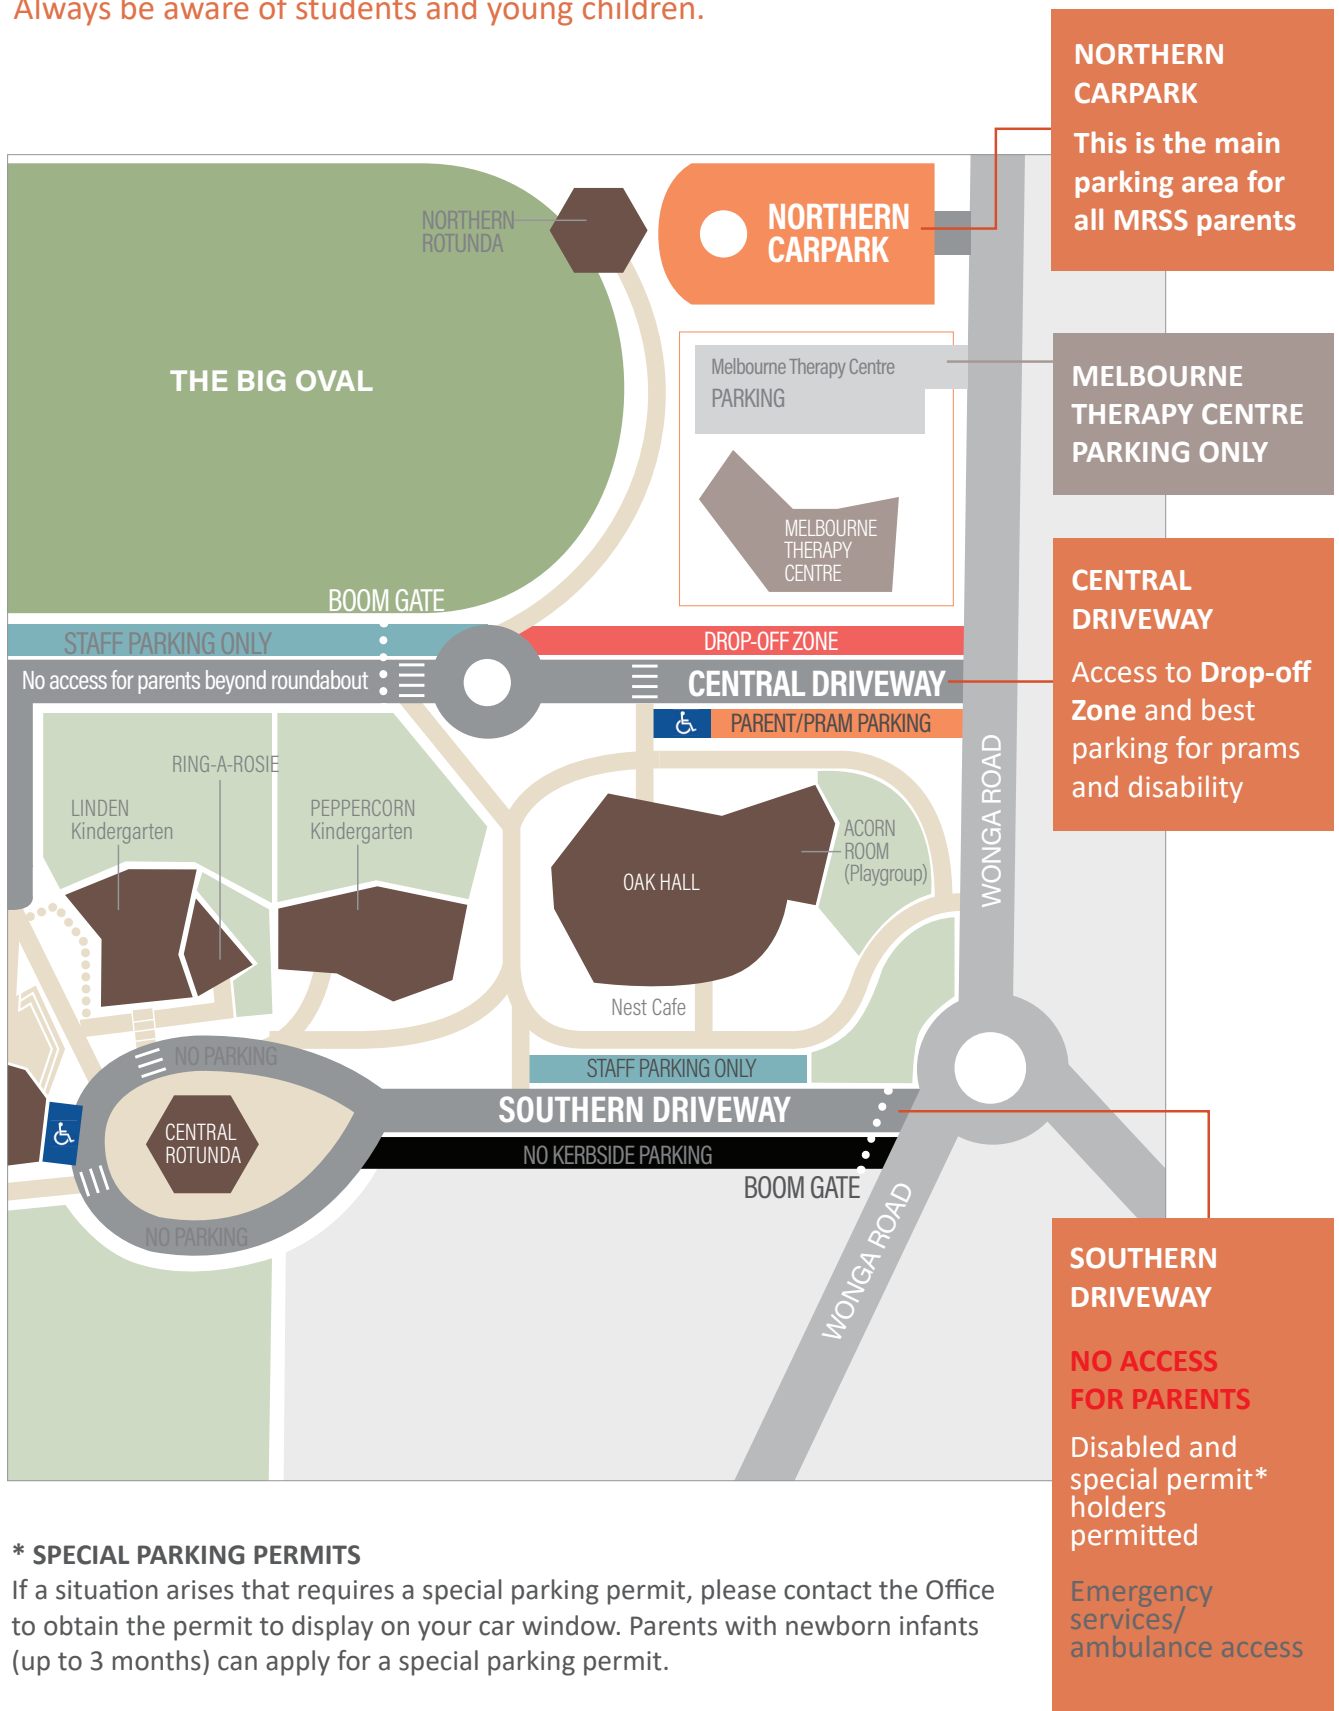 Always be aware of students and young children.
NORTHERN
CARPARK
This is the main
parking area for
all MRSS parents
NORTHERN
ROTUNDA
NORTHERN
CARPARK
THE BIG OVAL
Melbourne Therapy Centre
PARKING
MELBOURNE
THERAPY CENTRE
PARKING ONLY
MELBOURNE
THERAPY
CENTRE
CENTRAL
DRIVEWAY
Access to Drop-off
Zone and best
parking for prams
and disability
BOOM GATE
STAFF PARKING ONLY
DROP-OFF ZONE
No access for parents beyond roundabout
CENTRAL DRIVEWAY
PARENT/PRAM PARKING
WONGA ROAD
RING-A-ROSIE
LINDEN
Kindergarten
PEPPERCORN
Kindergarten
ACORN
ROOM
(Playgroup)
OAK HALL
Nest Cafe
NO PARKING
STAFF PARKING ONLY
SOUTHERN DRIVEWAY
CENTRAL
ROTUNDA
NO KERBSIDE PARKING
BOOM GATE
NO PARKING
WONGA ROAD
SOUTHERN
DRIVEWAY
NO ACCESS
FOR PARENTS
Disabled and
special permit*
holders
permitted
Emergency
services/
ambulance access
* SPECIAL PARKING PERMITS
If a situation arises that requires a special parking permit, please contact the Office
to obtain the permit to display on your car window. Parents with newborn infants
(up to 3 months) can apply for a special parking permit.